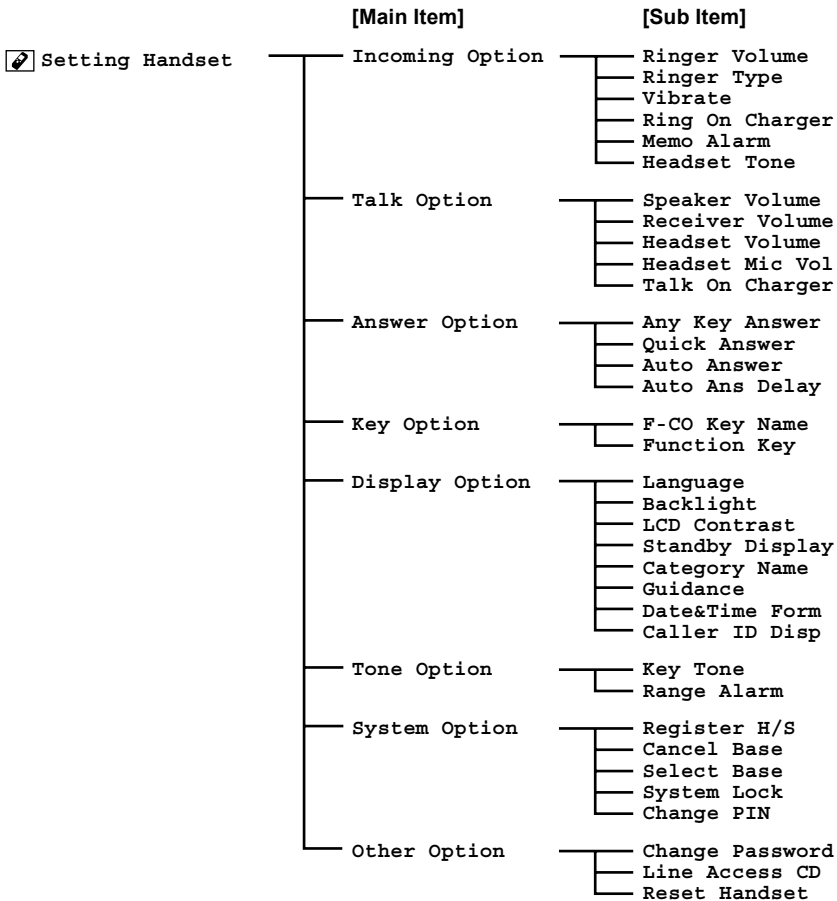 [Main Item] [Sub Item]
Setting Handset Incoming Option Ringer Volume
Ringer Type
Vibrate
Ring On Charger
Memo Alarm
Headset Tone
Talk Option Speaker Volume
Receiver Volume
Headset Volume
Headset Mic Vol
Talk On Charger
Answer Option Any Key Answer
Quick Answer
Auto Answer
Auto Ans Delay
Key Option F-CO Key Name
Function Key
Display Option Language
Backlight
LCD Contrast
Standby Display
Category Name
Guidance
Date&Time Form
Caller ID Disp
Tone Option Key Tone
Range Alarm
System Option Register H/S
Cancel Base
Select Base
System Lock
Change PIN
Other Option Change Password
Line Access CD
Reset Handset